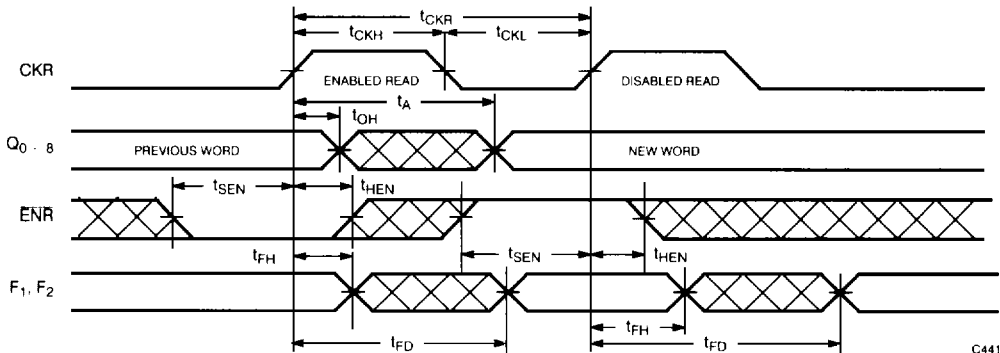 tCKR
tCKH tCKL
CKR ENABLED READ DISABLED READ
tA
tOH
Q0 - 8 PREVIOUS WORD NEW WORD
tSEN tHEN
ENR
tFH tSEN tHEN
F1, F2
tFH
tFD tFD
C441